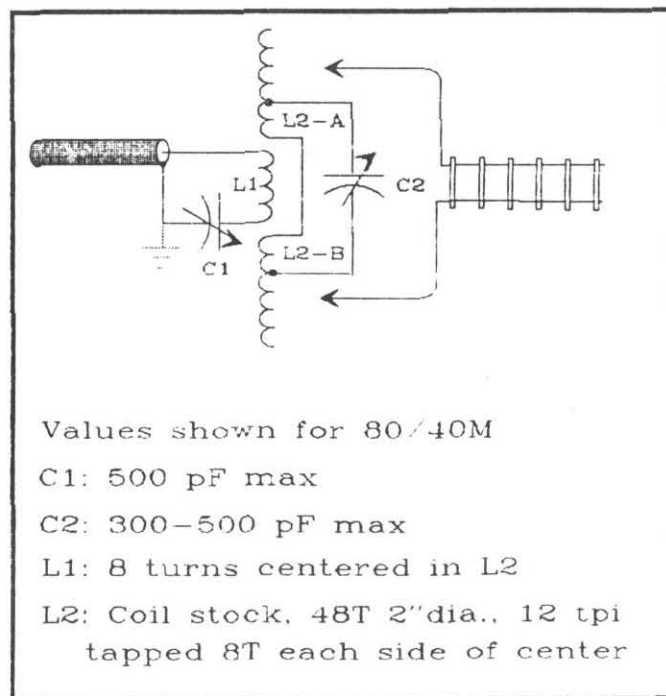 L2-A
L1
C2
L2-B
C1
Values shown for 80/40M
C1: 500 pF max
C2: 300-500 pF max
L1: 8 turns centered in L2
L2: Coil stock, 48T 2"dia., 12 tpi
tapped 8T each side of center